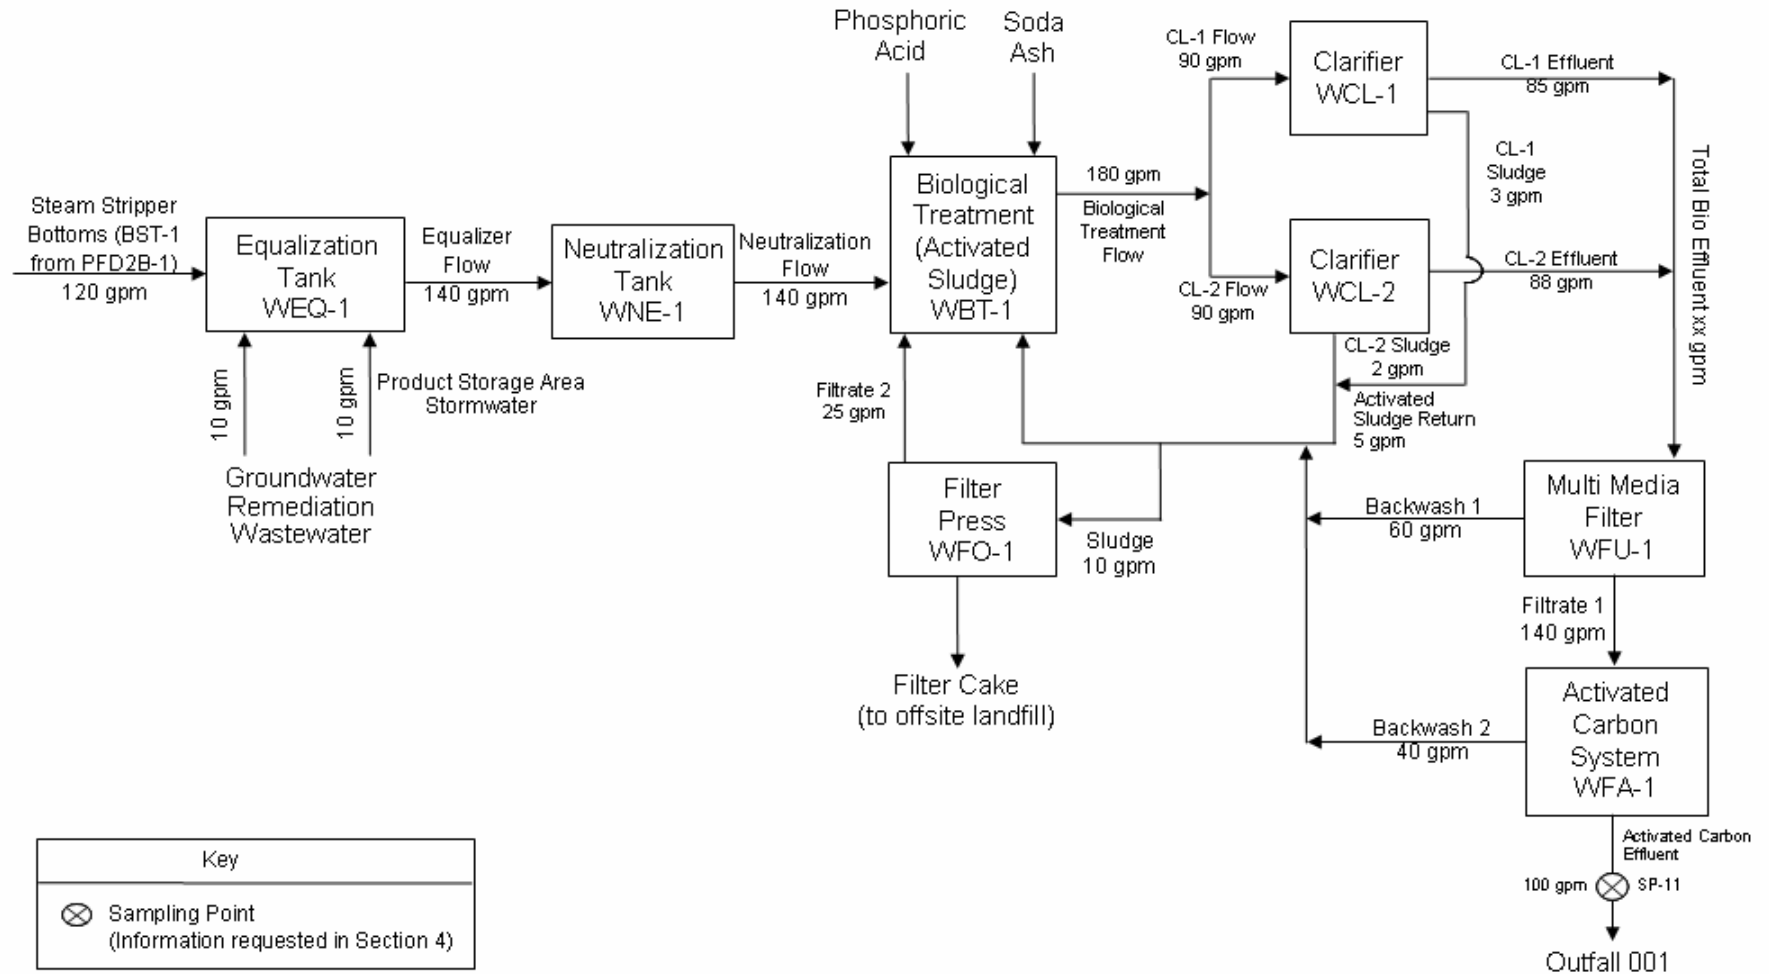 Phosphoric
Acid
Soda
Ash
CL-1 Flow
90 gpm
Clarifier
WCL-1
CL-1 Effluent
85 gpm
CL-1
Sludge
3 gpm
Total Bio Effluent xx gpm
Steam Stripper
Bottoms (BST-1
from PFD2B-1)
120 gpm
Equalization
Tank
WEQ-1
Equalizer
Flow
140 gpm
Neutralization
Tank
WNE-1
Neutralization
Flow
140 gpm
Biological
Treatment
(Activated
Sludge)
WBT-1
180 gpm
Biological
Treatment
Flow
CL-2 Flow
90 gpm
Clarifier
WCL-2
CL-2 Effluent
88 gpm
CL-2 Sludge
2 gpm
Activated
Sludge Return
5 gpm
10 gpm
10 gpm
Product Storage Area
Stormwater
Groundwater
Remediation
Wastewater
Filtrate 2
25 gpm
Filter
Press
WFO-1
Sludge
10 gpm
Filter Cake
(to offsite landfill)
Backwash 1
60 gpm
Multi Media
Filter
WFU-1
Filtrate 1
140 gpm
Backwash 2
40 gpm
Activated
Carbon
System
WFA-1
Activated Carbon
Effluent
100 gpm
SP-11
Outfall 001
Key
Sampling Point
(Information requested in Section 4)